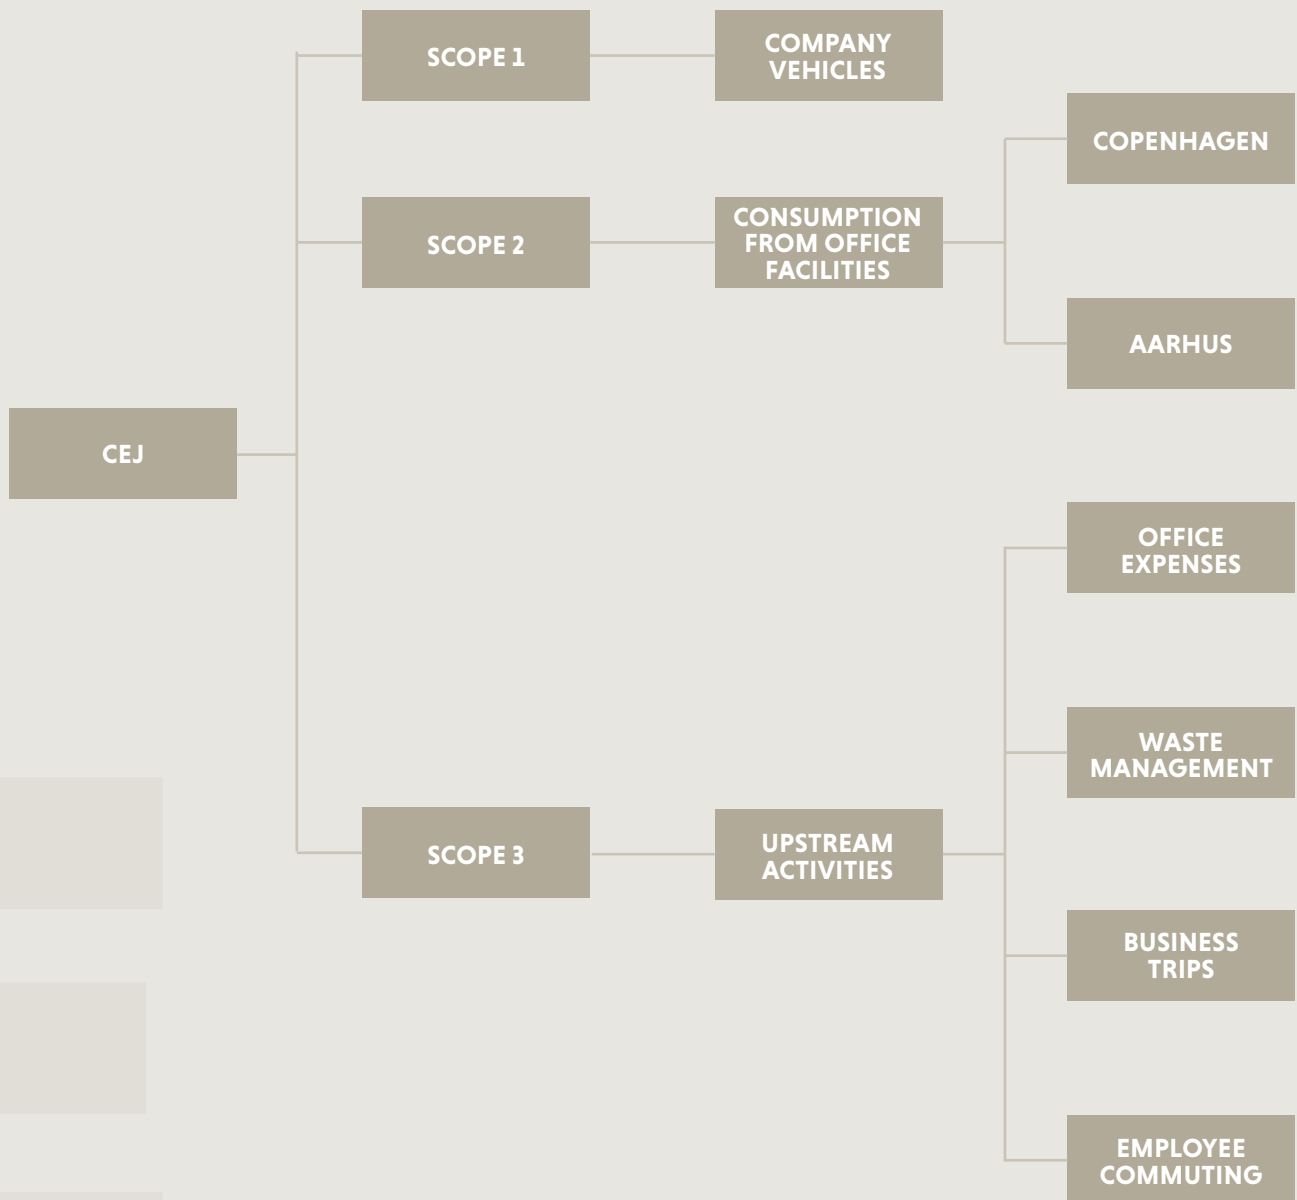 SCOPE 1
COMPANY
VEHICLES
COPENHAGEN
SCOPE 2
CONSUMPTION
FROM OFFICE
FACILITIES
AARHUS
CEJ
OFFICE
EXPENSES
WASTE
MANAGEMENT
SCOPE 3
UPSTREAM
ACTIVITIES
BUSINESS
TRIPS
EMPLOYEE
COMMUTING